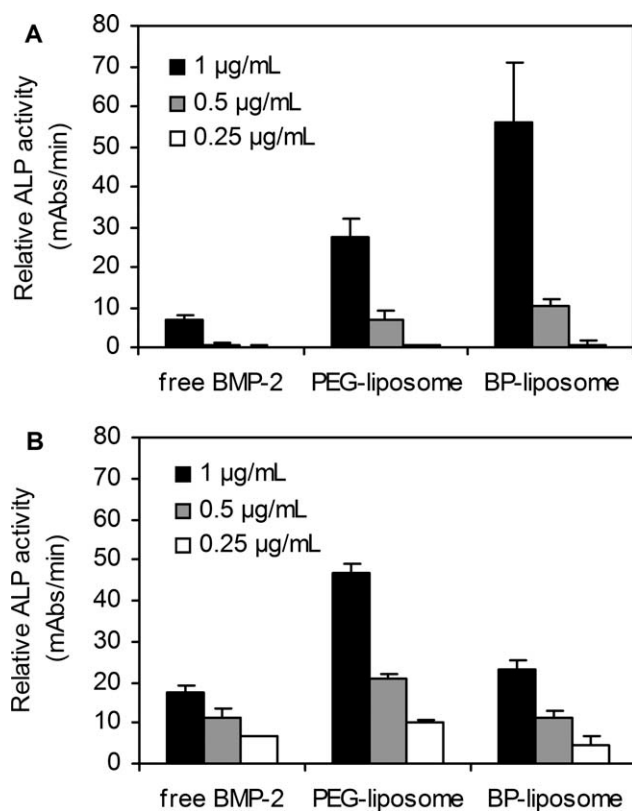 A
Relative ALP activity
(mAbs/min)
80
70
60
50
40
30
20
10
0
1 µg/mL
0.5 µg/mL
0.25 µg/mL
free BMP-2 PEG-liposome BP-liposome
B
Relative ALP activity
(mAbs/min)
80
70
60
50
40
30
20
10
0
1 µg/mL
0.5 µg/mL
0.25 µg/mL
free BMP-2 PEG-liposome BP-liposome